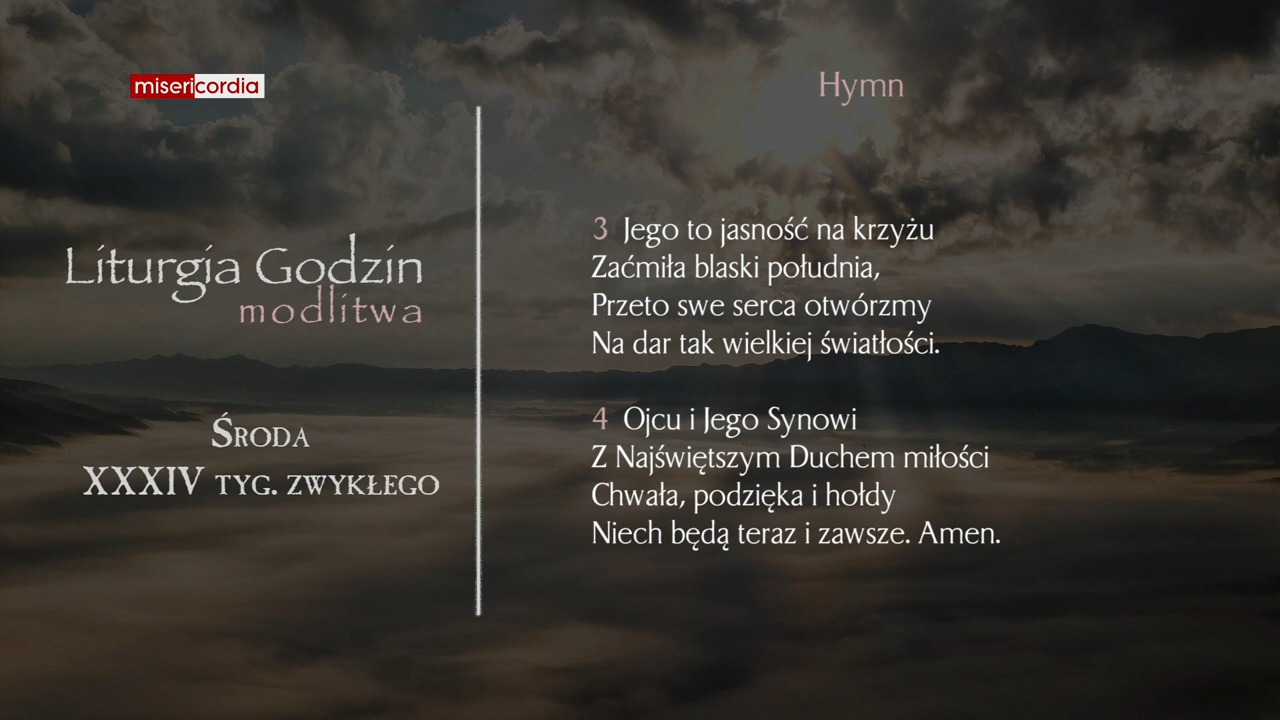 misericordia
Liturgia Godzin
modlitwa
Środa
XXXIV tyg. zwykłego
Hymn
3 Jego to jasność na krzyżu
Zaćmiła blaski południa,
Przeto swe serca otwórzmy
Na dar tak wielkiej światłości.
4 Ojcu i Jego Synowi
Z Najświętszym Duchem miłości
Chwała, podzięka i hołdy
Niech będą teraz i zawsze. Amen.